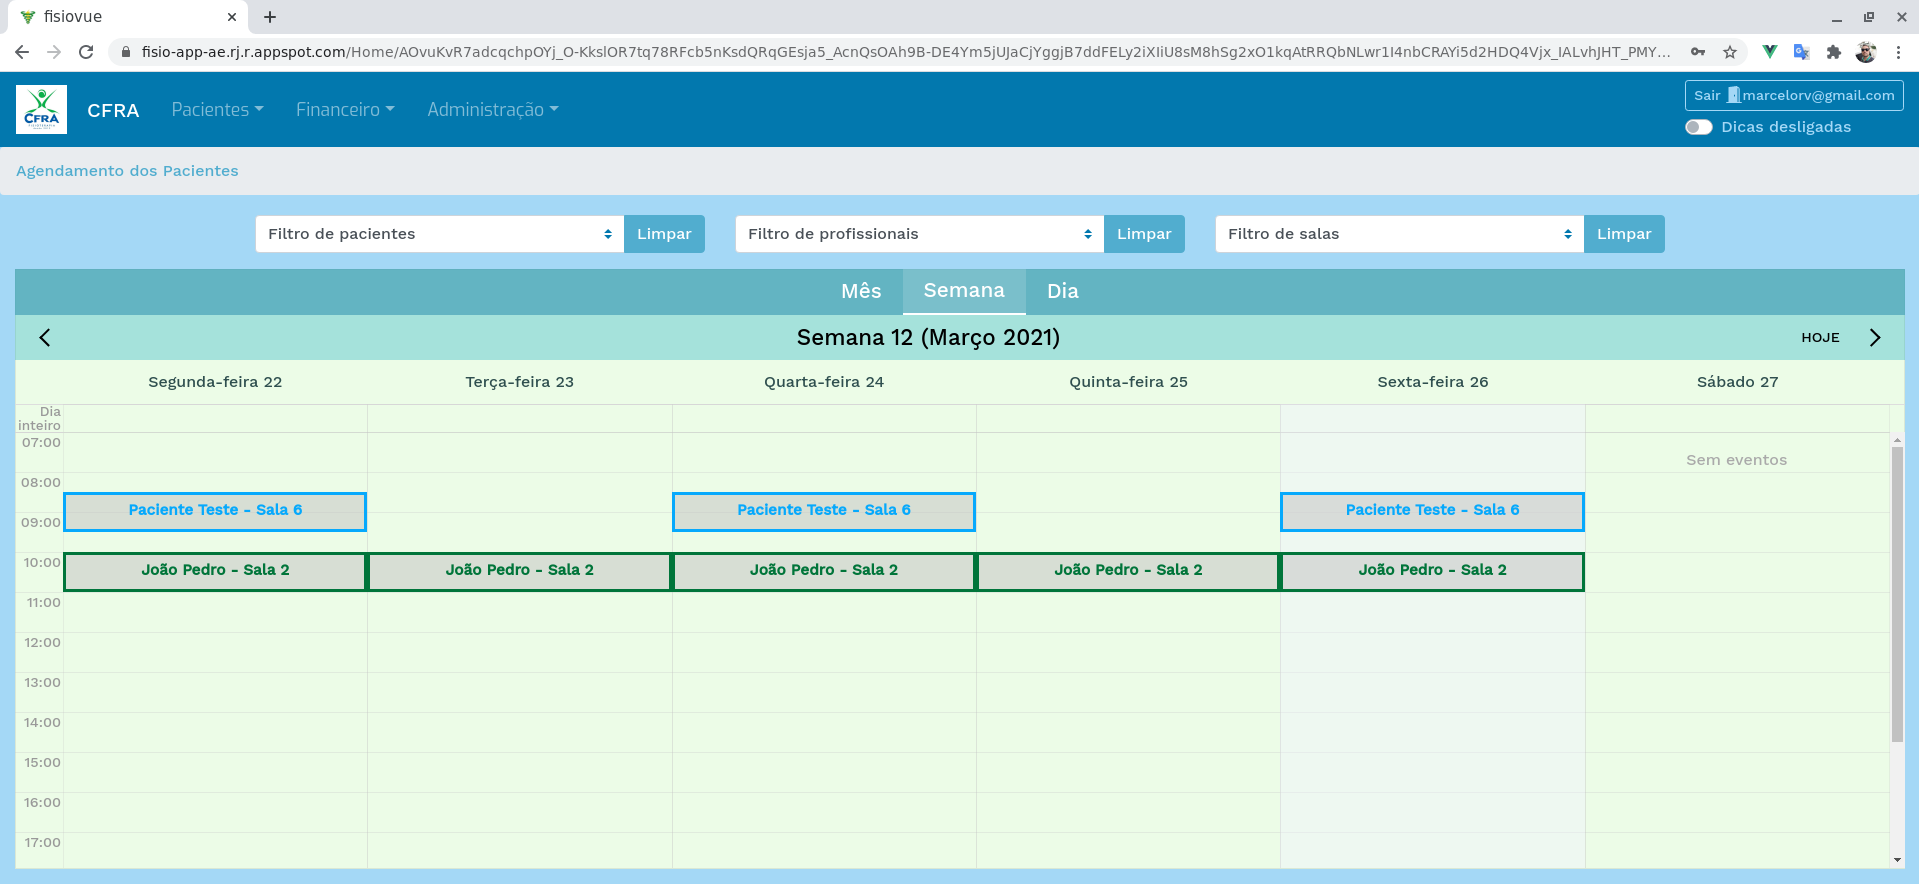 fisiovue
fisio-app-ae.rj.r.appspot.com/Home/AOvuKvR7adcqchpOYj_O-KkslOR7tq78RFcb5nKsdQRqGEsja5_AcnQsOAh9B-DE4Ym5jUJaCjYggjB7ddFELy2iXIiU8sM8hSg2xO1kqAtRRQbNLwr1I4nbCRAYi5d2HDQ4Vjx_IALvhJHT_PMY...
CFRA
CFRA Pacientes Financeiro Administração
Sair marcelorv@gmail.com
Dicas desligadas
Agendamento dos Pacientes
Filtro de pacientes Limpar Filtro de profissionais Limpar Filtro de salas Limpar
Mês Semana Dia
Semana 12 (Março 2021) HOJE
Segunda-feira 22 Terça-feira 23 Quarta-feira 24 Quinta-feira 25 Sexta-feira 26 Sábado 27
Dia
inteiro
07:00
Sem eventos
08:00
Paciente Teste - Sala 6 Paciente Teste - Sala 6 Paciente Teste - Sala 6
09:00
10:00
João Pedro - Sala 2 João Pedro - Sala 2 João Pedro - Sala 2 João Pedro - Sala 2 João Pedro - Sala 2
11:00
12:00
13:00
14:00
15:00
16:00
17:00